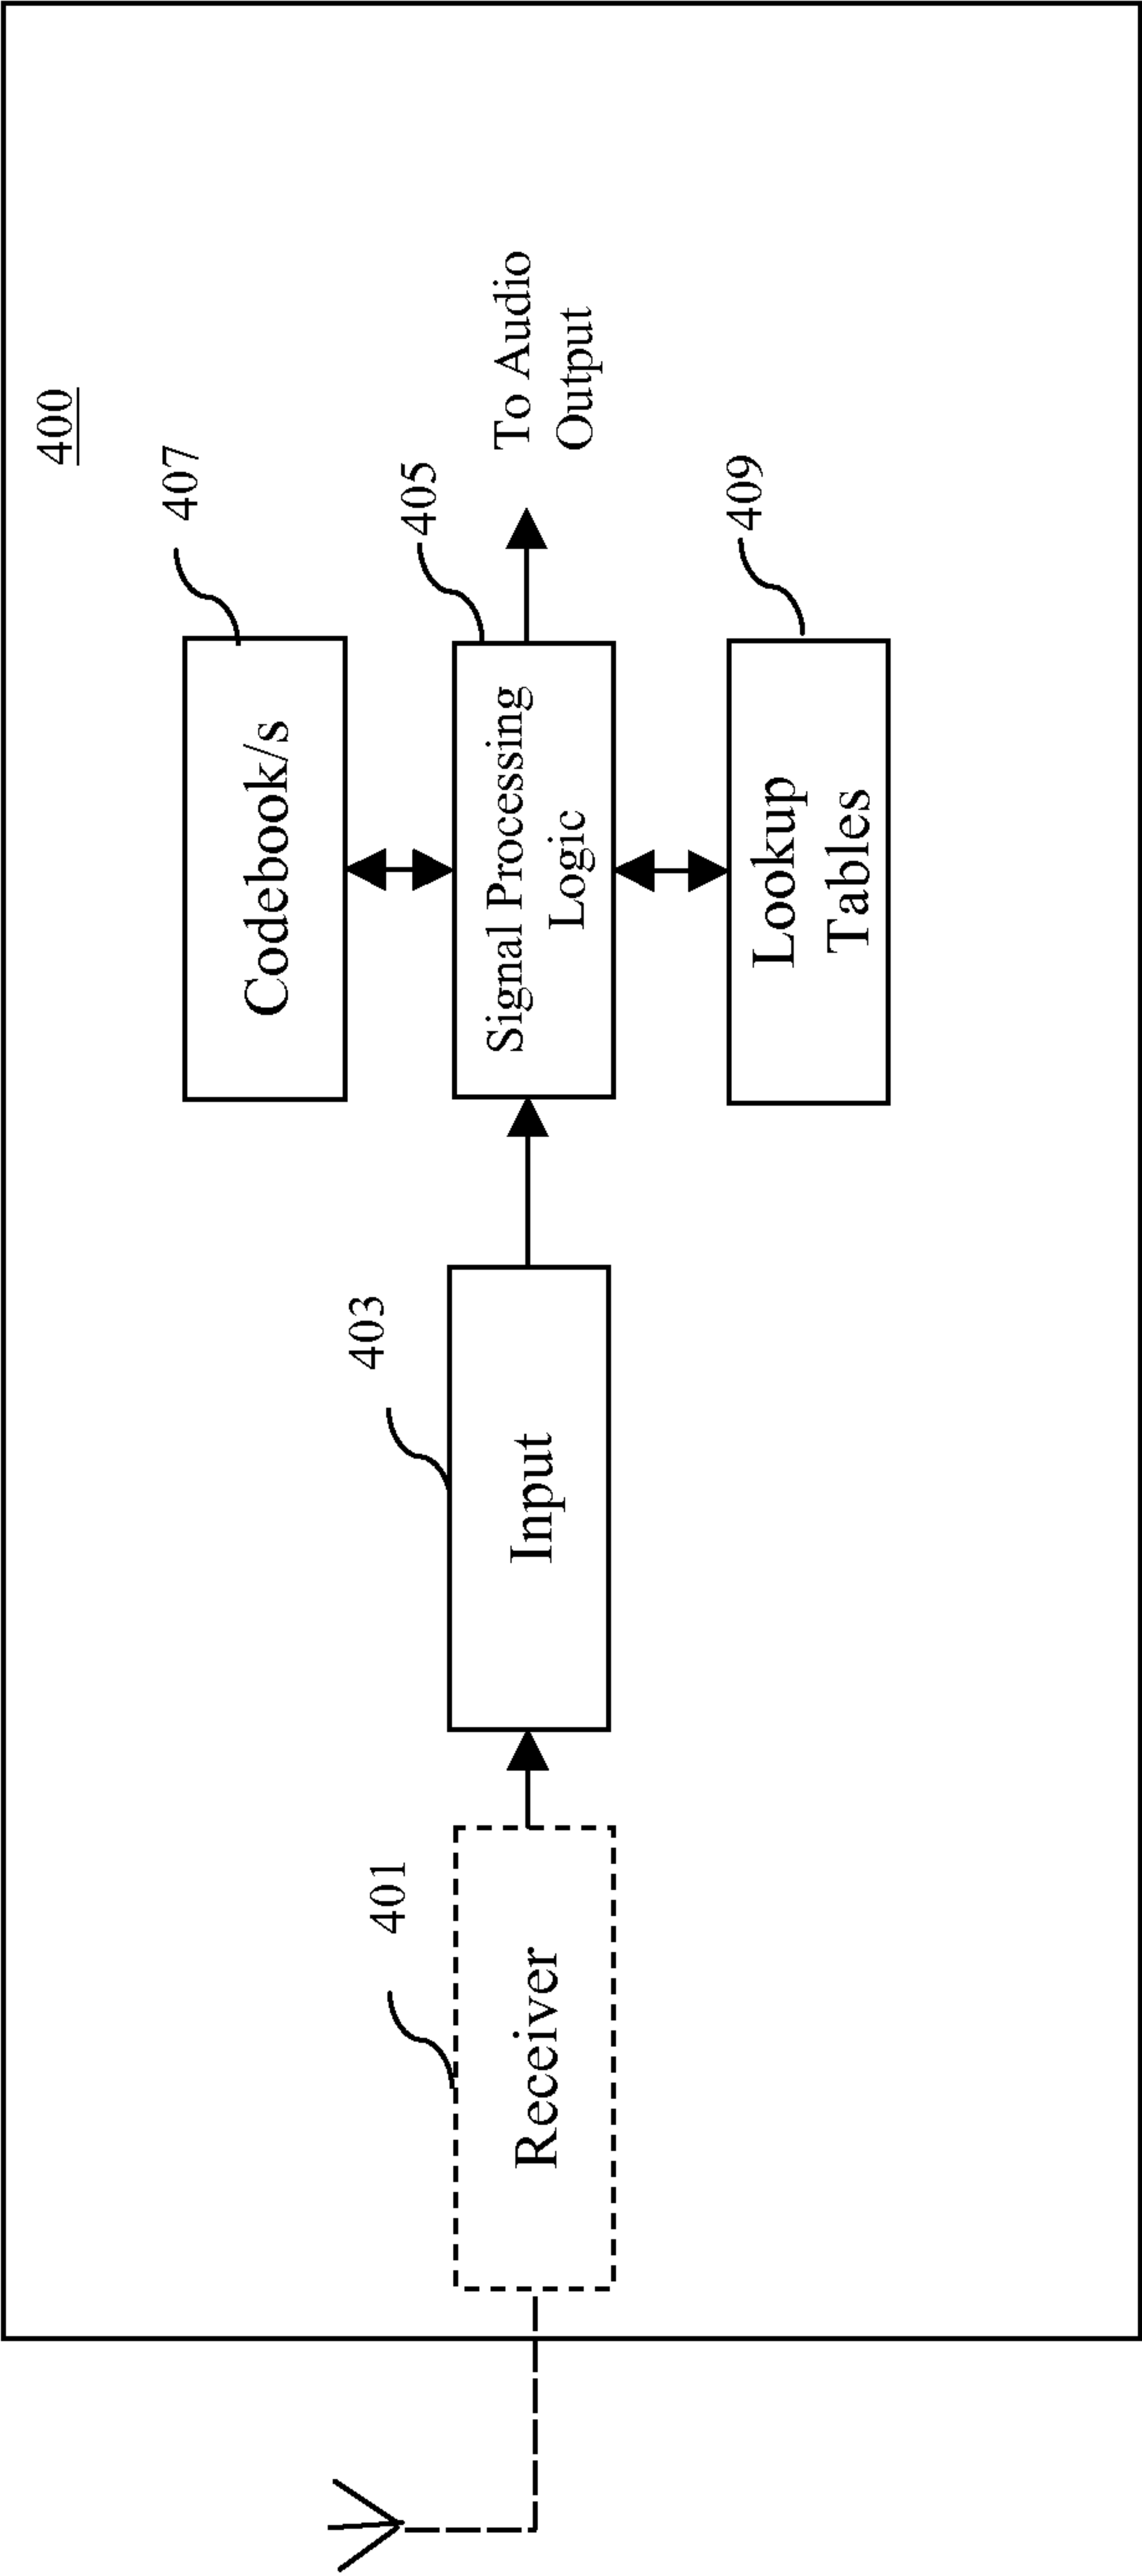 400
407
Codebook/s
405
Signal Processing
Logic
To Audio
Output
403
Input
401
Receiver
409
Lookup
Tables